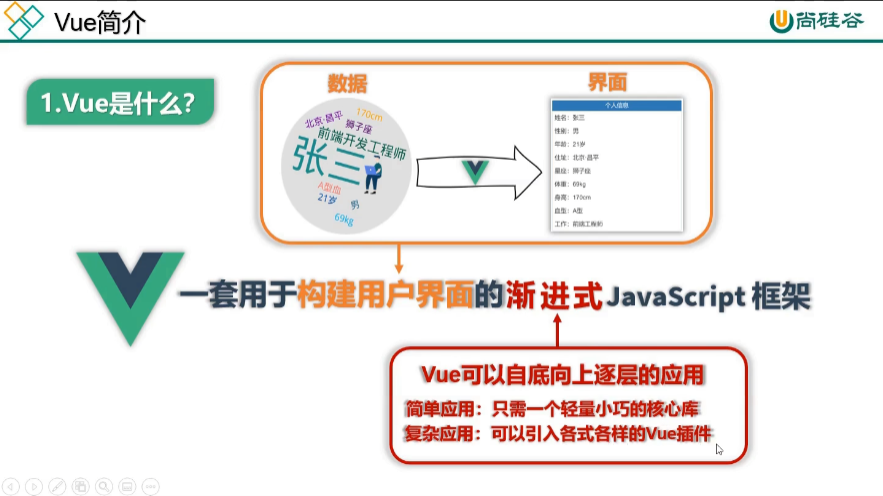 Vue简介
尚硅谷
1.Vue是什么？
数据
北京·昌平
170cm
狮子座
前端开发工程师
张三
A型血
21岁
男
69kg
界面
个人信息
姓名：张三
性别：男
年龄：21岁
住址：北京·昌平
星座：狮子座
体重：69kg
身高：170cm
血型：A型
工作：前端工程师
一套用于构建用户界面的渐进式JavaScript框架
Vue可以自底向上逐层的应用
简单应用：只需一个轻量小巧的核心库
复杂应用：可以引入各式各样的Vue插件